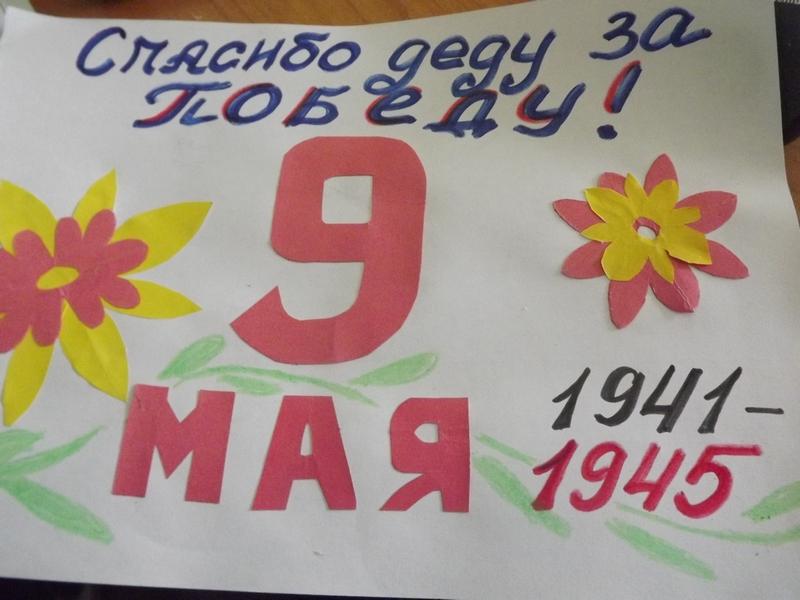 Спасибо деду за
Победу!
9
МАЯ
1941-
1945